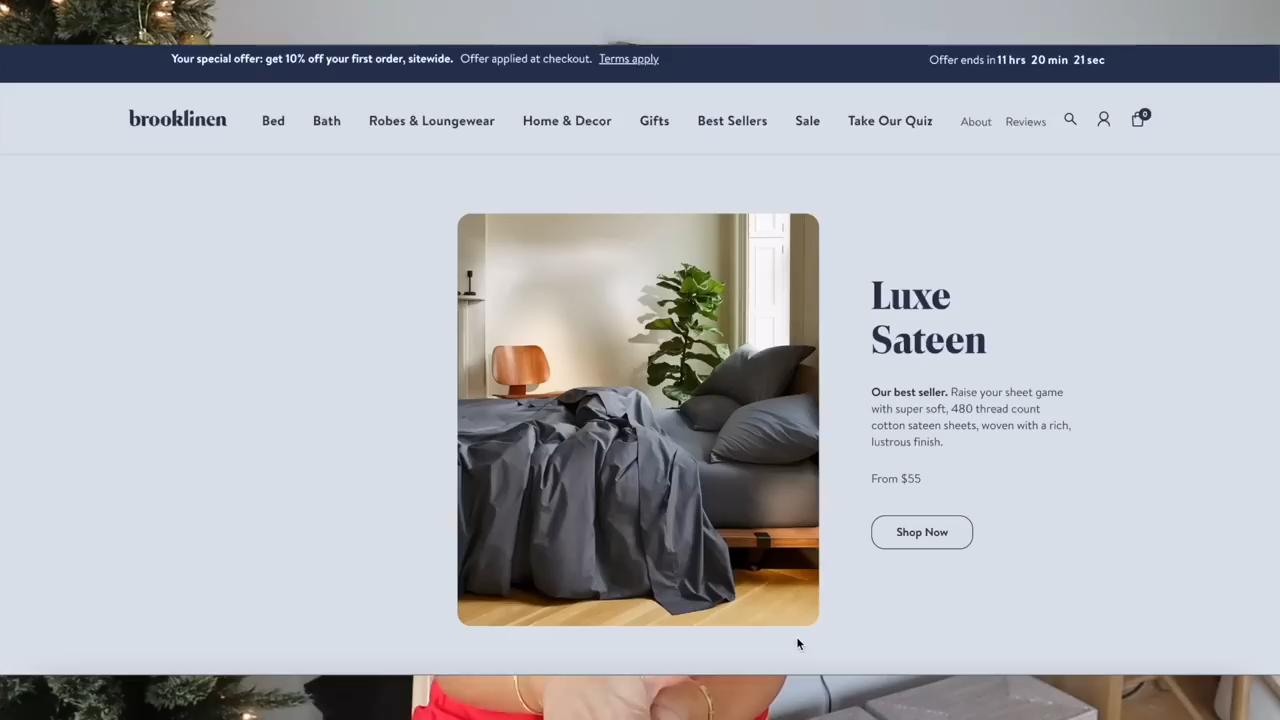 Your special offer: get 10% off your first order, sitewide. Offer applied at checkout. Terms apply
Offer ends in 11 hrs 20 min 21 sec
brooklinen Bed Bath Robes & Loungewear Home & Decor Gifts Best Sellers Sale Take Our Quiz About Reviews 0
Luxe
Sateen
Our best seller. Raise your sheet game
with super soft, 480 thread count
cotton sateen sheets, woven with a rich,
lustrous finish.
From $55
Shop Now